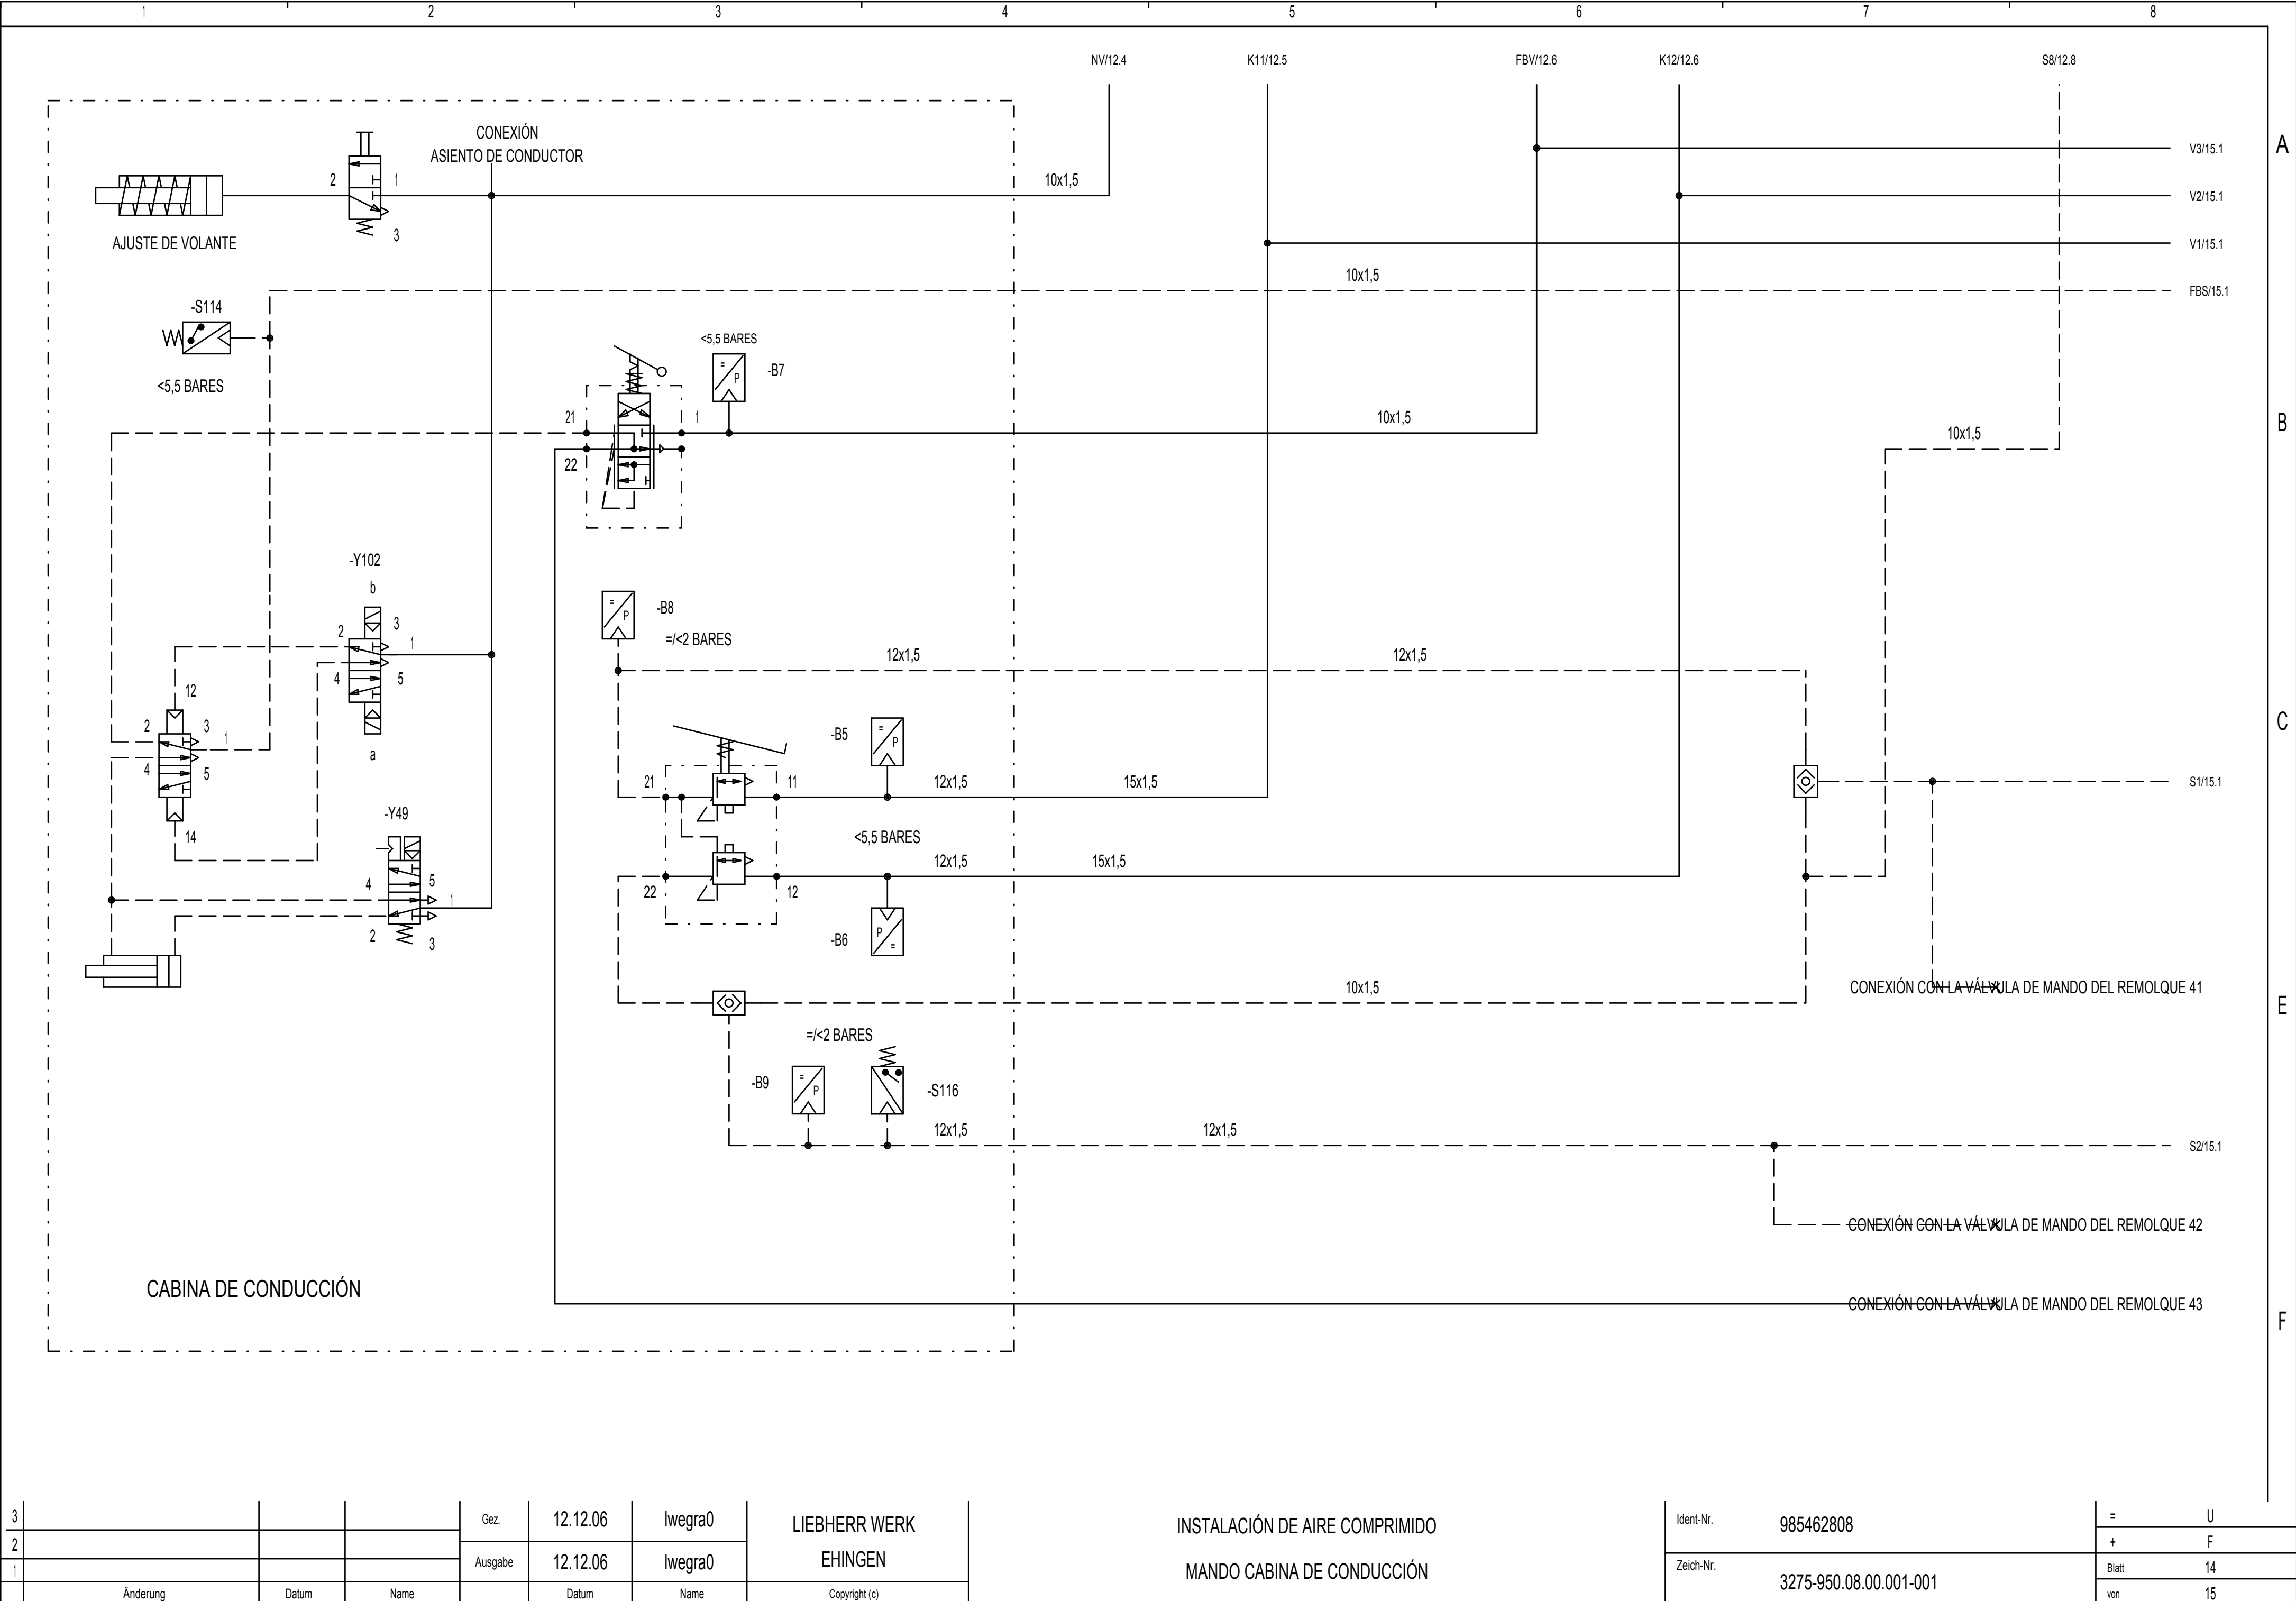 1 2 3 4 5 6 7 8
NV/12.4 K11/12.5 FBV/12.6 K12/12.6 S8/12.8
A
CONEXIÓN
ASIENTO DE CONDUCTOR
V3/15.1
2 1 10x1,5 V2/15.1
3
AJUSTE DE VOLANTE V1/15.1
10x1,5
FBS/15.1
-S114
<5,5 BARES
<5,5 BARES
= P -B7
21 1 10x1,5 B
10x1,5
22
-Y102
b
= P -B8
3
2 1
=/<2 BARES
12x1,5 12x1,5
4 5
12
2 3
1
C
-B5 = P
a
4 5
21 11 12x1,5 15x1,5 S1/15.1
-Y49
14
<5,5 BARES
12x1,5 15x1,5
4 5
22 12
1
2 3
-B6 P =
10x1,5 CONEXIÓN CON LA VÁLVULA DE MANDO DEL REMOLQUE 41
E
=/<2 BARES
-B9 = P -S116
12x1,5 12x1,5
S2/15.1
CONEXIÓN CON LA VÁLVULA DE MANDO DEL REMOLQUE 42
CABINA DE CONDUCCIÓN
CONEXIÓN CON LA VÁLVULA DE MANDO DEL REMOLQUE 43
F
3
2
1
Änderung Datum Name
Gez. 12.12.06 lwegra0
Ausgabe 12.12.06 lwegra0
Datum Name
LIEBHERR WERK
EHINGEN
Copyright (c)
INSTALACIÓN DE AIRE COMPRIMIDO
MANDO CABINA DE CONDUCCIÓN
Ident-Nr. 985462808
Zeich-Nr. 3275-950.08.00.001-001
= U
+ F
Blatt 14
von 15